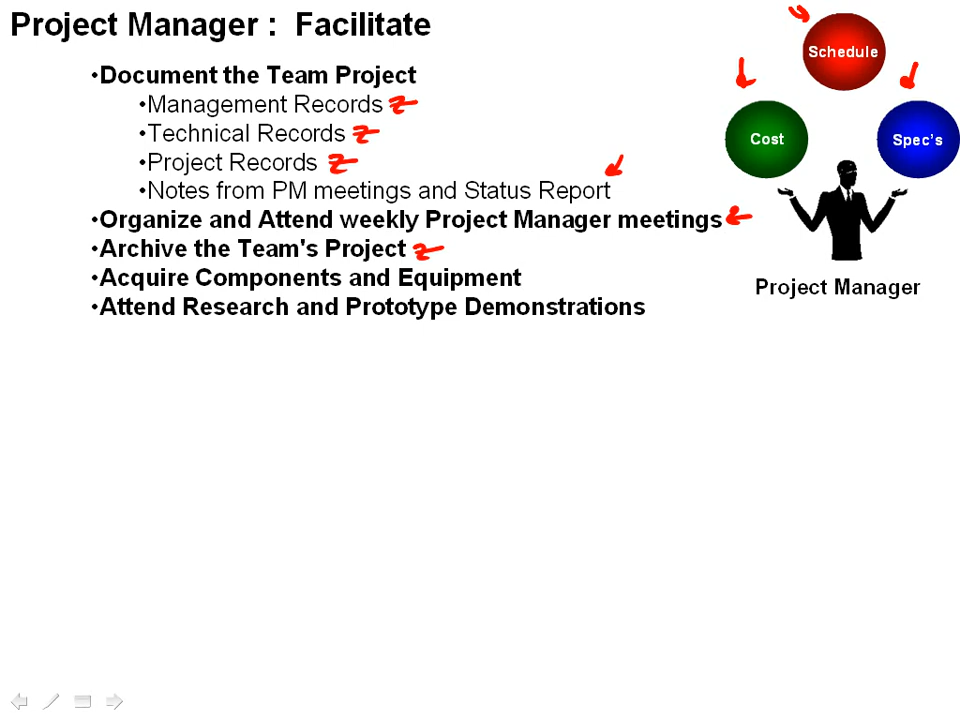 Project Manager :  Facilitate
•Document the Team Project
•Management Records
•Technical Records
•Project Records
•Notes from PM meetings and Status Report
•Organize and Attend weekly Project Manager meetings
•Archive the Team's Project
•Acquire Components and Equipment
•Attend Research and Prototype Demonstrations
Schedule
Cost
Spec's
Project Manager